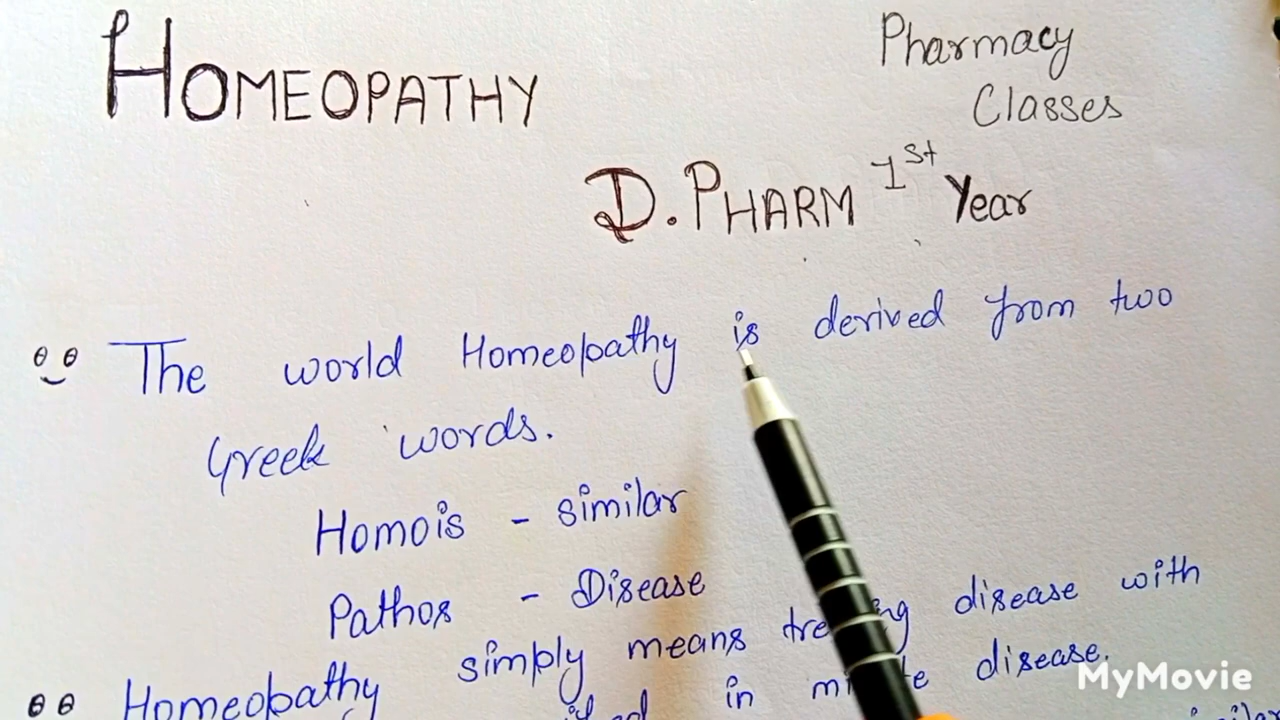 HOMEOPATHY
Pharmacy
Classes
D. PHARM 1st Year
The world Homeopathy is derived from two
Greek words.
Homois - similar
Pathos - Disease
Homeopathy simply means disease with
in disease.
MyMovie